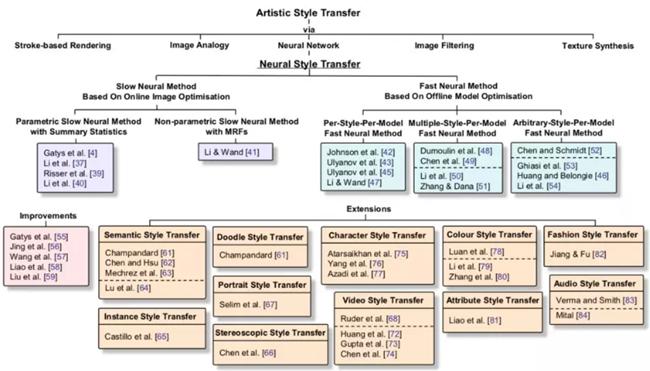 Artistic Style Transfer
via
Stroke-based Rendering
Image Analogy
Neural Network
Image Filtering
Texture Synthesis
Neural Style Transfer
Slow Neural Method
Based On Online Image Optimisation
Fast Neural Method
Based On Offline Model Optimisation
Parametric Slow Neural Method
with Summary Statistics
Gatys et al. [4]
Li et al. [37]
Risser et al. [39]
Li et al. [40]
Non-parametric Slow Neural Method
with MRFs
Li & Wand [41]
Per-Style-Per-Model
Fast Neural Method
Johnson et al. [42]
Ulyanov et al. [43]
Ulyanov et al. [45]
Li & Wand [47]
Multiple-Style-Per-Model
Fast Neural Method
Dumoulin et al. [48]
Chen et al. [49]
Li et al. [50]
Zhang & Dana [51]
Arbitrary-Style-Per-Model
Fast Neural Method
Chen and Schmidt [52]
Ghiasi et al. [53]
Huang and Belongie [46]
Li et al. [54]
Improvements
Gatys et al. [55]
Jing et al. [56]
Wang et al. [57]
Liao et al. [58]
Liu et al. [59]
Extensions
Semantic Style Transfer
Champandard [61]
Chen and Hsu [62]
Mechrez et al. [63]
Lu et al. [64]
Instance Style Transfer
Castillo et al. [65]
Doodle Style Transfer
Champandard [61]
Portrait Style Transfer
Selim et al. [67]
Stereoscopic Style Transfer
Chen et al. [66]
Character Style Transfer
Atarsaikhan et al. [75]
Yang et al. [76]
Azadi et al. [77]
Video Style Transfer
Ruder et al. [68]
Huang et al. [72]
Gupta et al. [73]
Chen et al. [74]
Colour Style Transfer
Luan et al. [78]
Li et al. [79]
Zhang et al. [80]
Attribute Style Transfer
Liao et al. [81]
Fashion Style Transfer
Jiang & Fu [82]
Audio Style Transfer
Verma and Smith [83]
Mital [84]